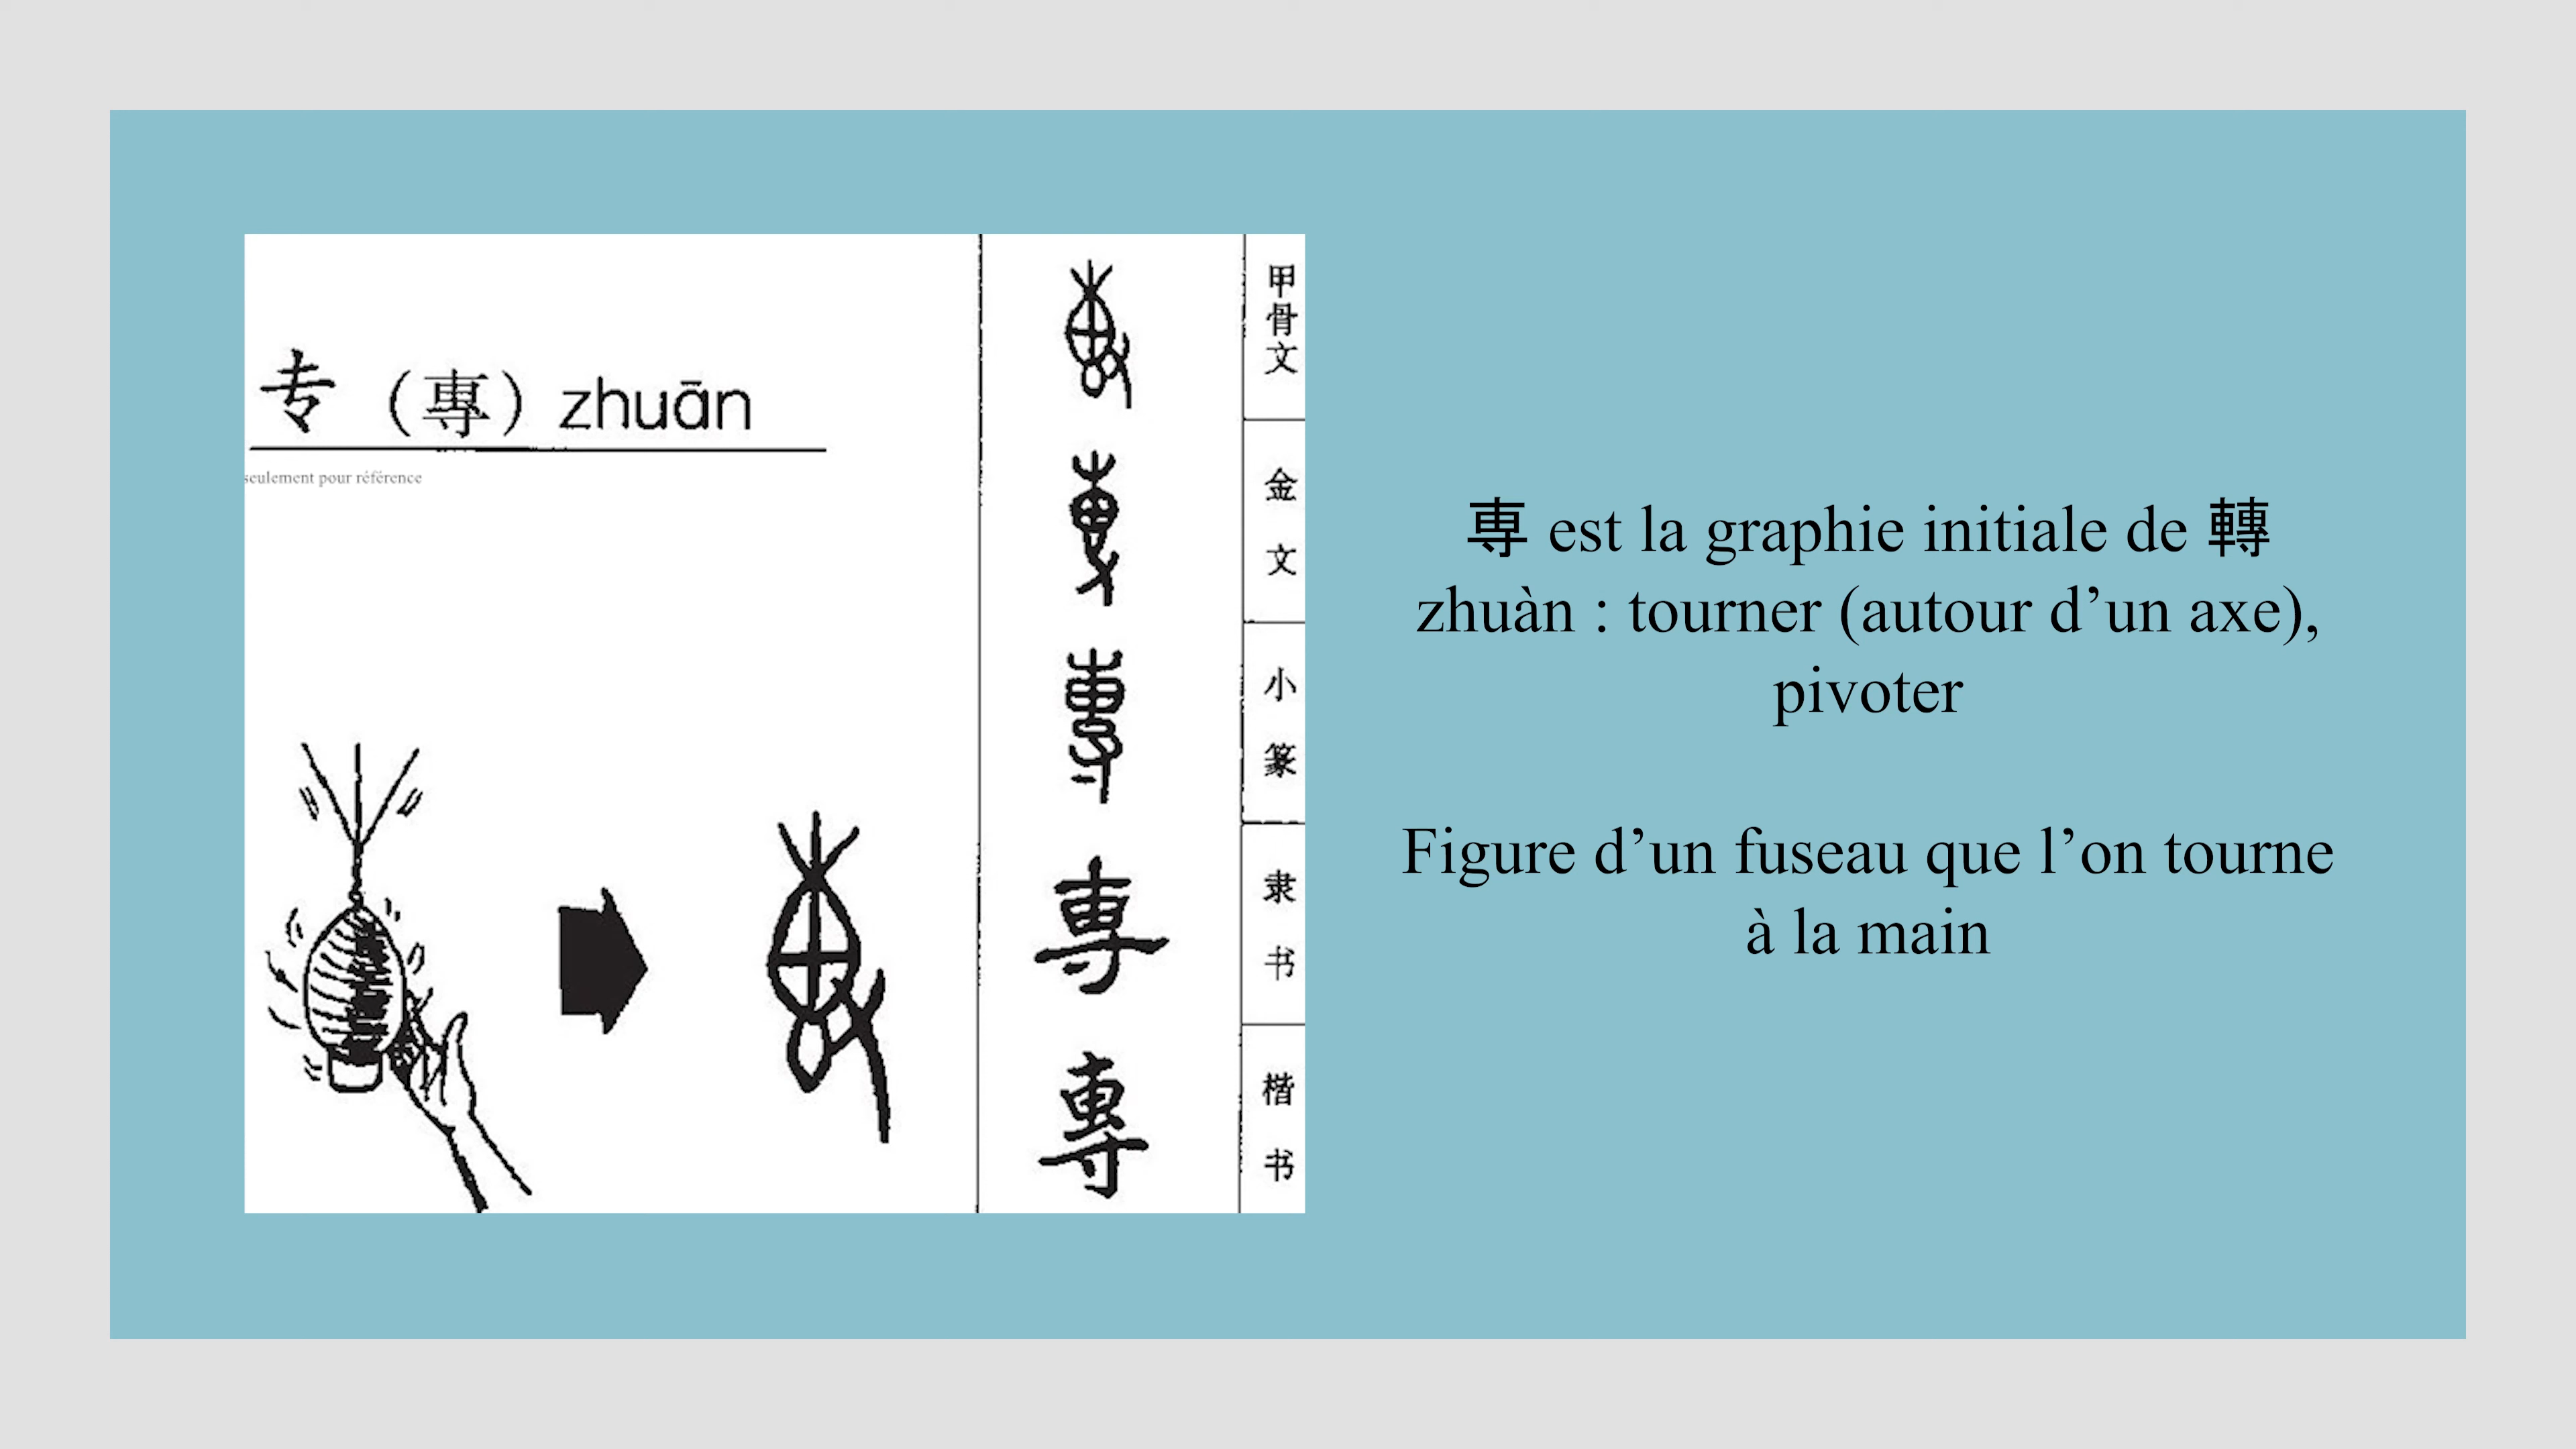 专（專）zhuān
seulement pour référence
甲骨文
金文
小篆
隶书
楷书
専 est la graphie initiale de 轉
zhuàn : tourner (autour d’un axe),
pivoter
Figure d’un fuseau que l’on tourne
à la main